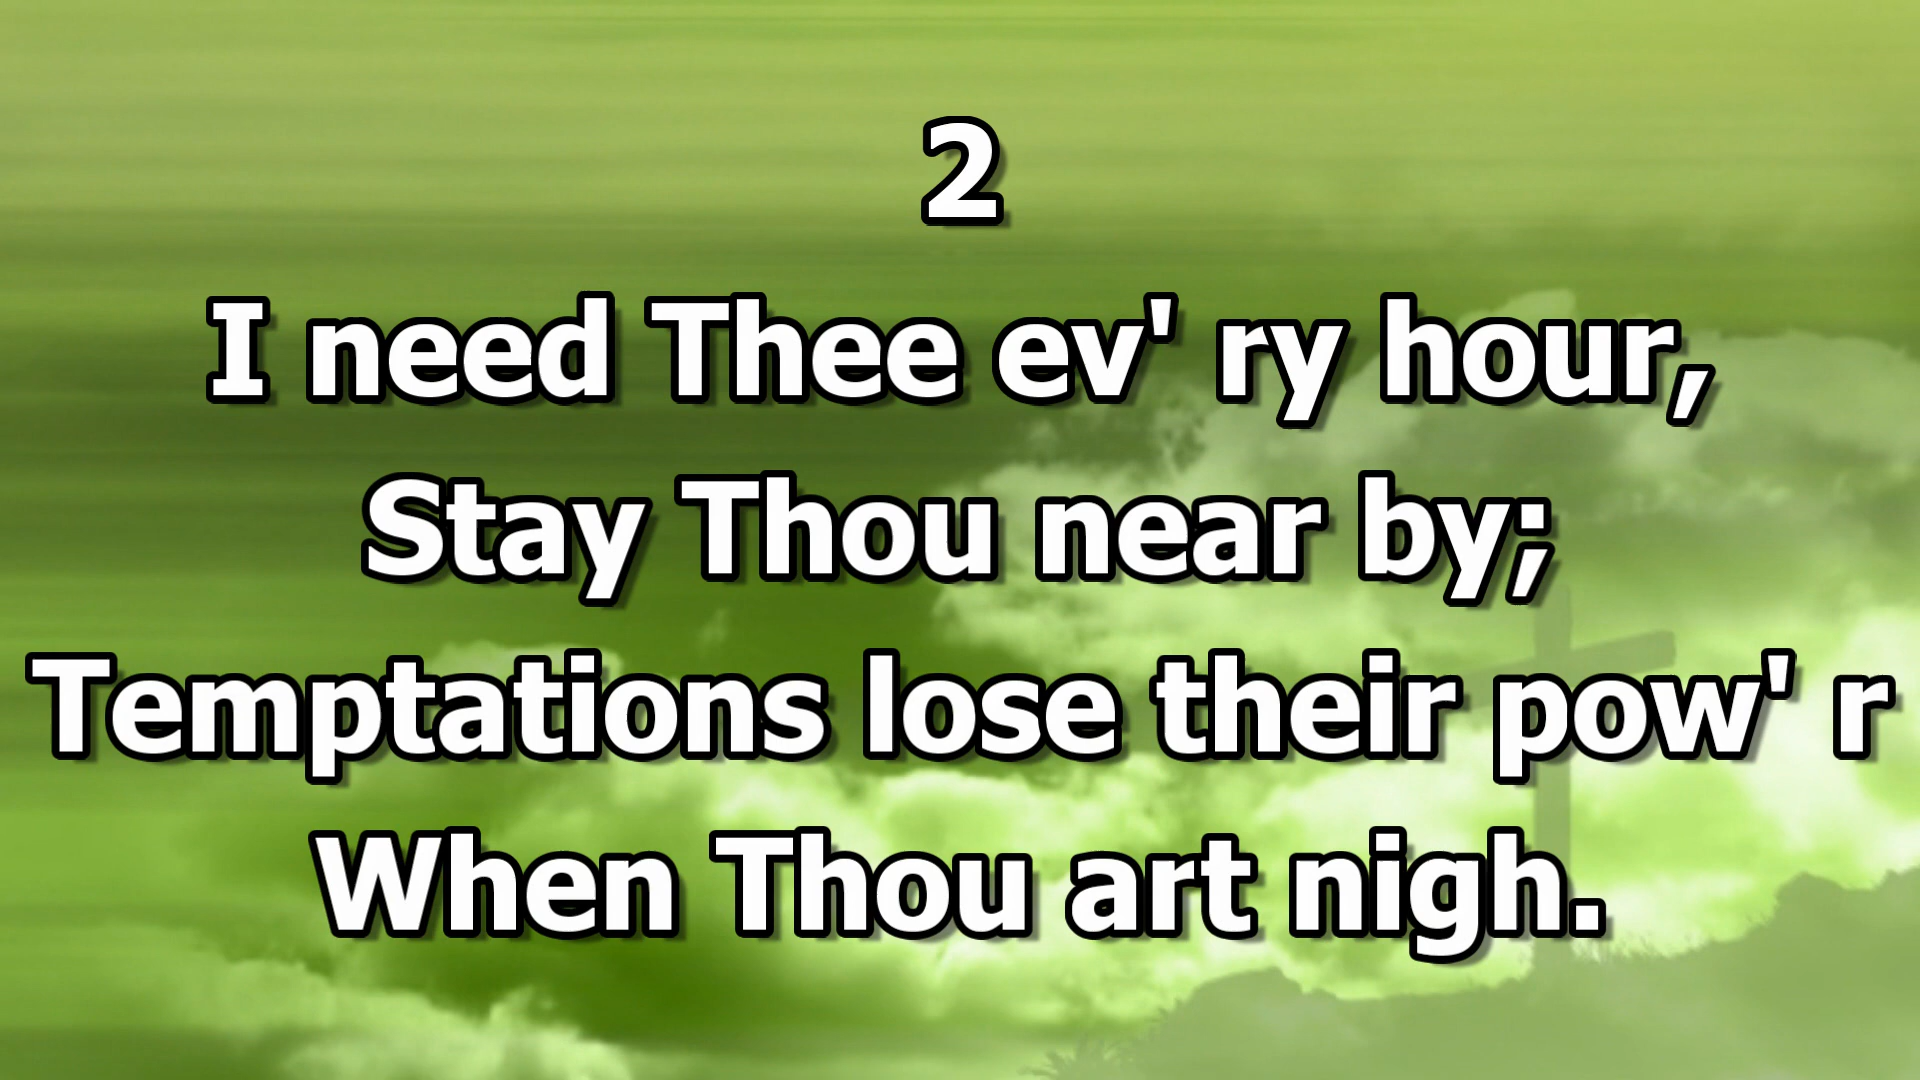 2
I need Thee ev' ry hour,
Stay Thou near by;
Temptations lose their pow' r
When Thou art nigh.